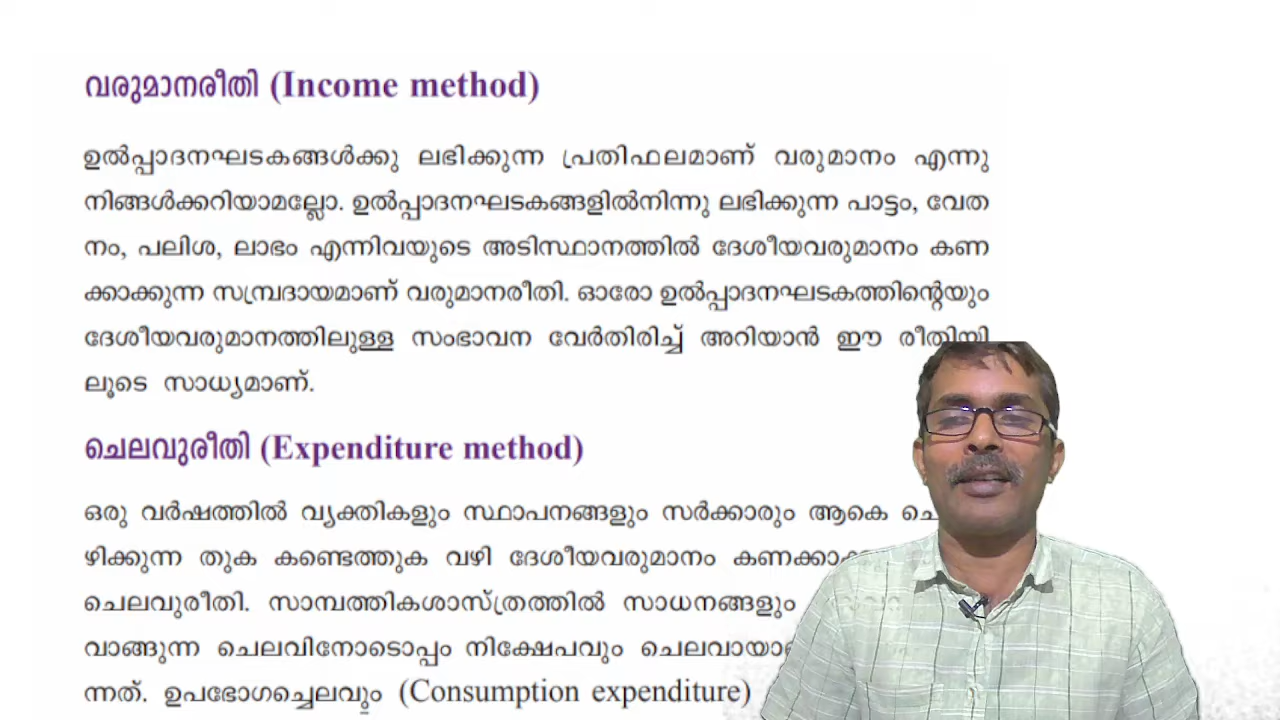 വരുമാനരീതി (Income method)
ഉൽപ്പാദനഘടകങ്ങൾക്കു ലഭിക്കുന്ന പ്രതിഫലമാണ് വരുമാനം എന്നു
നിങ്ങൾക്കറിയാമല്ലോ. ഉൽപ്പാദനഘടകങ്ങളിൽനിന്നു ലഭിക്കുന്ന പാട്ടം, വേത
നം, പലിശ, ലാഭം എന്നിവയുടെ അടിസ്ഥാനത്തിൽ ദേശീയവരുമാനം കണ
ക്കാക്കുന്ന സമ്പ്രദായമാണ് വരുമാനരീതി. ഓരോ ഉൽപ്പാദനഘടകത്തിന്റെയും
ദേശീയവരുമാനത്തിലുള്ള സംഭാവന വേർതിരിച്ച് അറിയാൻ ഈ രീതിയി
ലൂടെ സാധ്യമാണ്.
ചെലവുരീതി (Expenditure method)
ഒരു വർഷത്തിൽ വ്യക്തികളും സ്ഥാപനങ്ങളും സർക്കാരും ആകെ
ഴിക്കുന്ന തുക കണ്ടെത്തുക വഴി ദേശീയവരുമാനം
ചെലവുരീതി. സാമ്പത്തികശാസ്ത്രത്തിൽ സാധനങ്ങളും
വാങ്ങുന്ന ചെലവിനോടൊപ്പം നിക്ഷേപവും
ന്നത്. ഉപഭോഗച്ചെലവും (Consumption expenditure)